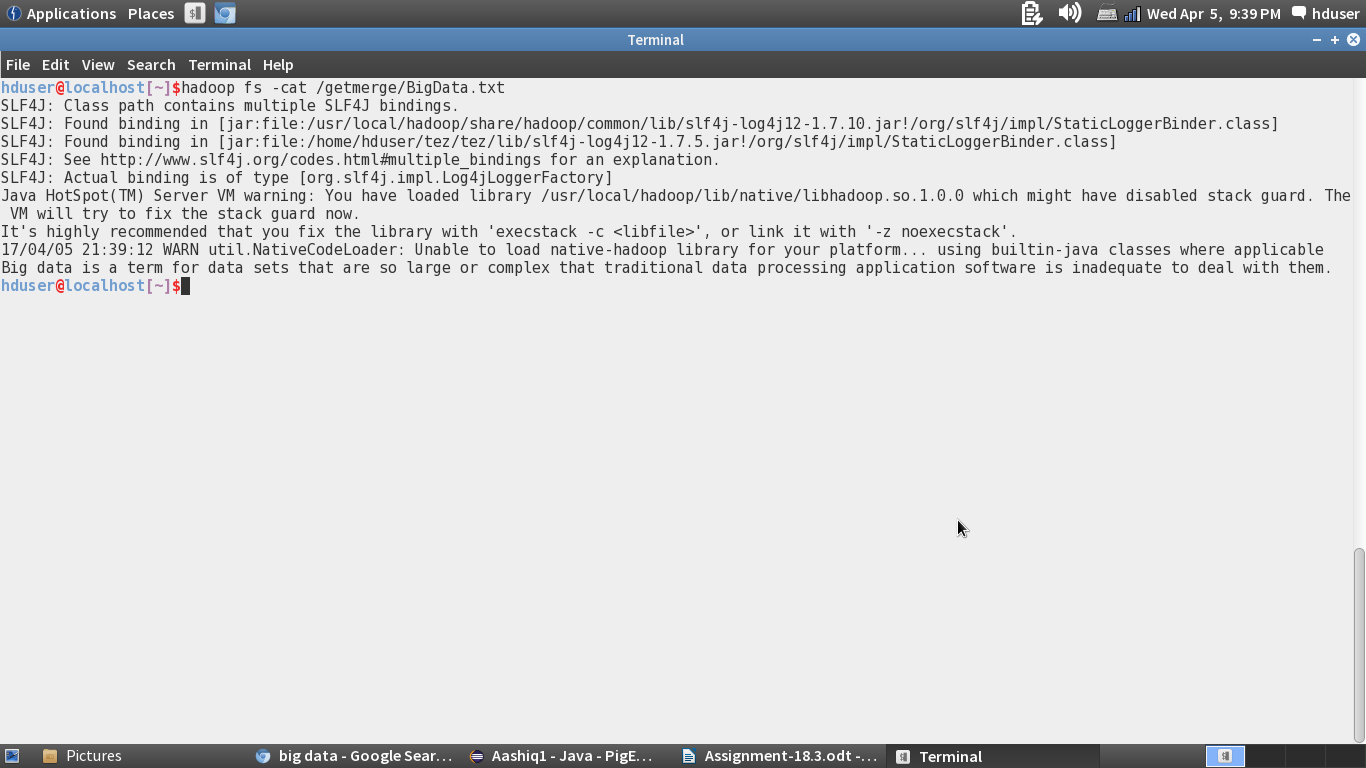 Applications Places Wed Apr 5, 9:39 PM hduser
Terminal
File Edit View Search Terminal Help
hduser@localhost[~]$hadoop fs -cat /getmerge/BigData.txt
SLF4J: Class path contains multiple SLF4J bindings.
SLF4J: Found binding in [jar:file:/usr/local/hadoop/share/hadoop/common/lib/slf4j-log4j12-1.7.10.jar!/org/slf4j/impl/StaticLoggerBinder.class]
SLF4J: Found binding in [jar:file:/home/hduser/tez/tez/lib/slf4j-log4j12-1.7.5.jar!/org/slf4j/impl/StaticLoggerBinder.class]
SLF4J: See http://www.slf4j.org/codes.html#multiple_bindings for an explanation.
SLF4J: Actual binding is of type [org.slf4j.impl.Log4jLoggerFactory]
Java HotSpot(TM) Server VM warning: You have loaded library /usr/local/hadoop/lib/native/libhadoop.so.1.0.0 which might have disabled stack guard. The
 VM will try to fix the stack guard now.
It's highly recommended that you fix the library with 'execstack -c <libfile>', or link it with '-z noexecstack'.
17/04/05 21:39:12 WARN util.NativeCodeLoader: Unable to load native-hadoop library for your platform... using builtin-java classes where applicable
Big data is a term for data sets that are so large or complex that traditional data processing application software is inadequate to deal with them.
hduser@localhost[~]$
Pictures big data - Google Sear... Aashiq1 - Java - PigE... Assignment-18.3.odt -... Terminal